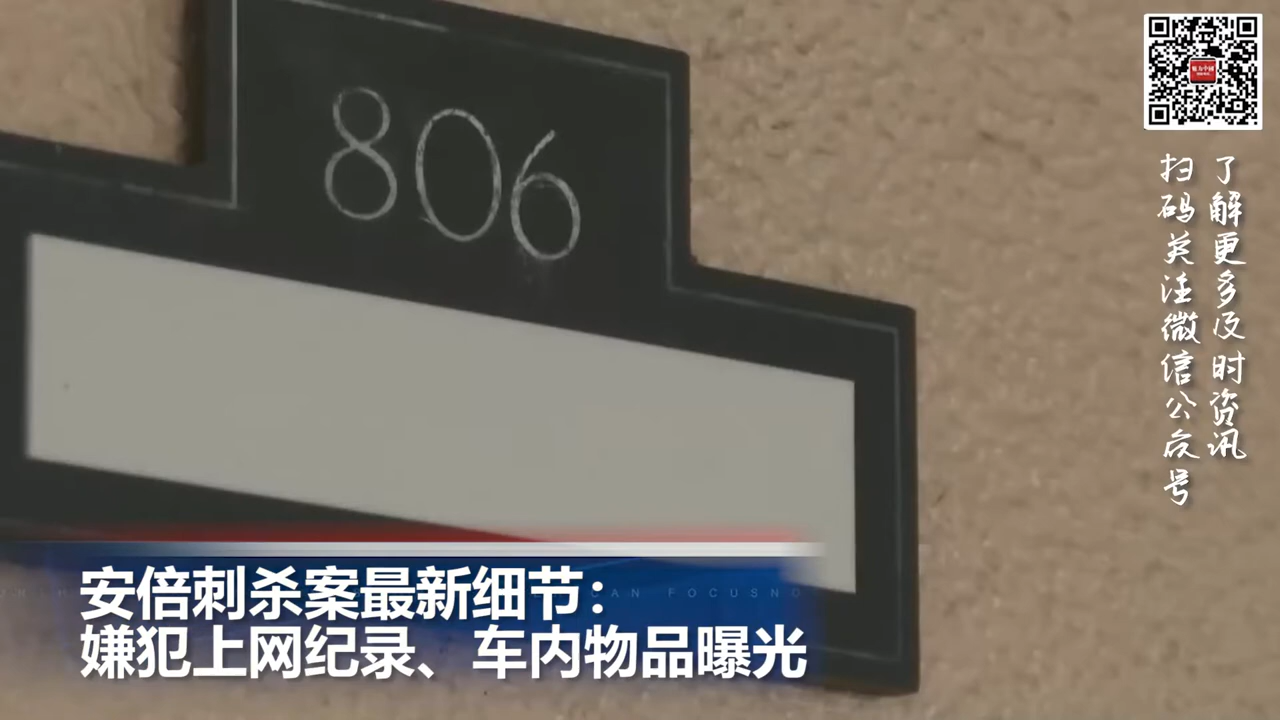 806
了解更多及时资讯
扫码关注微信公众号
安倍刺杀案最新细节：
CAN FOCUSNO
嫌犯上网纪录、车内物品曝光